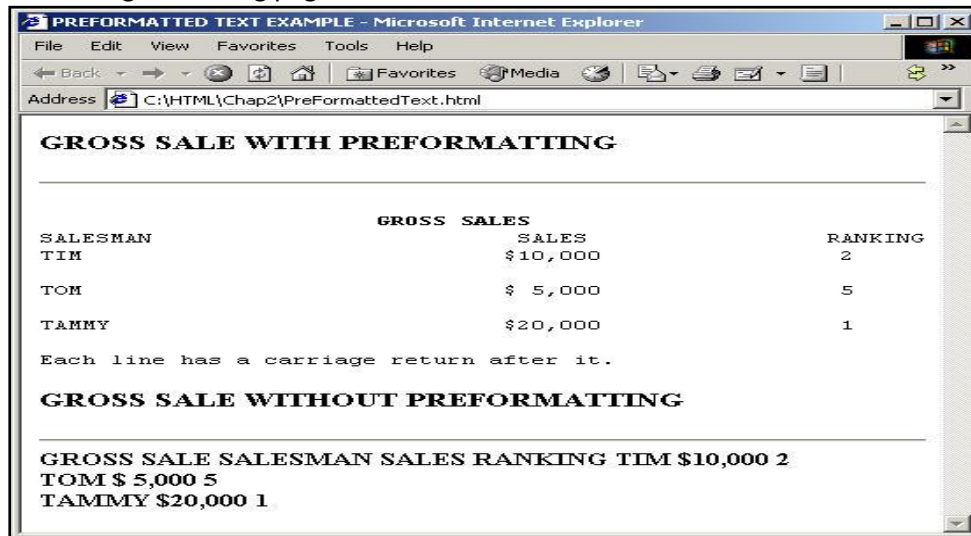 PREFORMATTED TEXT EXAMPLE - Microsoft Internet Explorer
File Edit View Favorites Tools Help
Back Favorites Media
Address C:\HTML\Chap2\PreFormattedText.html
GROSS SALE WITH PREFORMATTING
GROSS SALES
SALESMAN SALES RANKING
TIM $10,000 2
TOM $ 5,000 5
TAMMY $20,000 1
Each line has a carriage return after it.
GROSS SALE WITHOUT PREFORMATTING
GROSS SALE SALESMAN SALES RANKING TIM $10,000 2
TOM $ 5,000 5
TAMMY $20,000 1